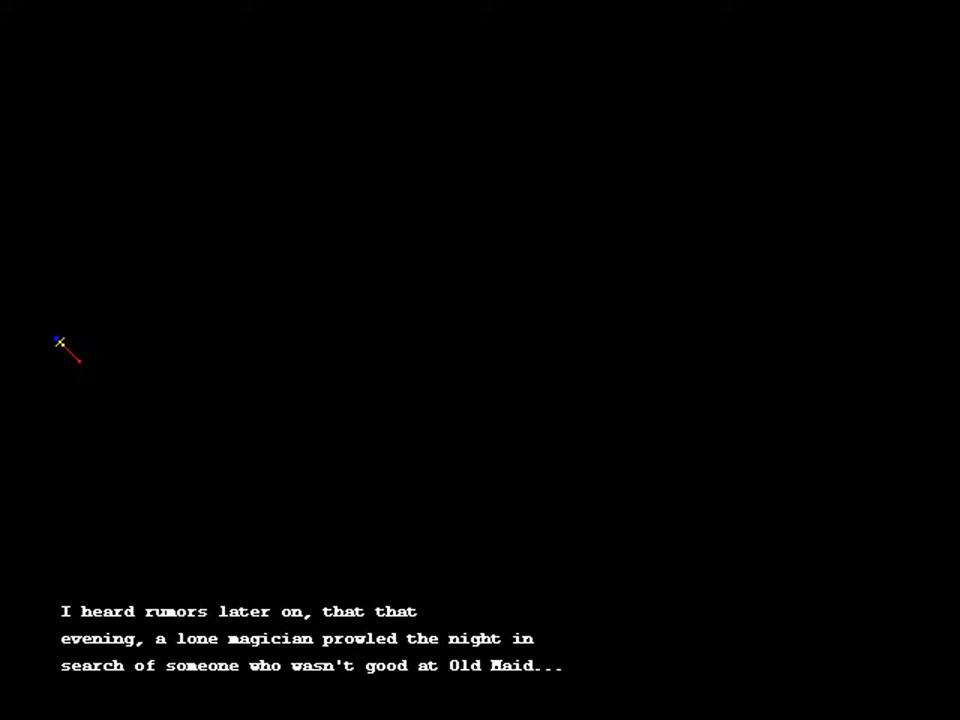 I heard rumors later on, that that
evening, a lone magician prowled the night in
search of someone who wasn't good at Old Maid...